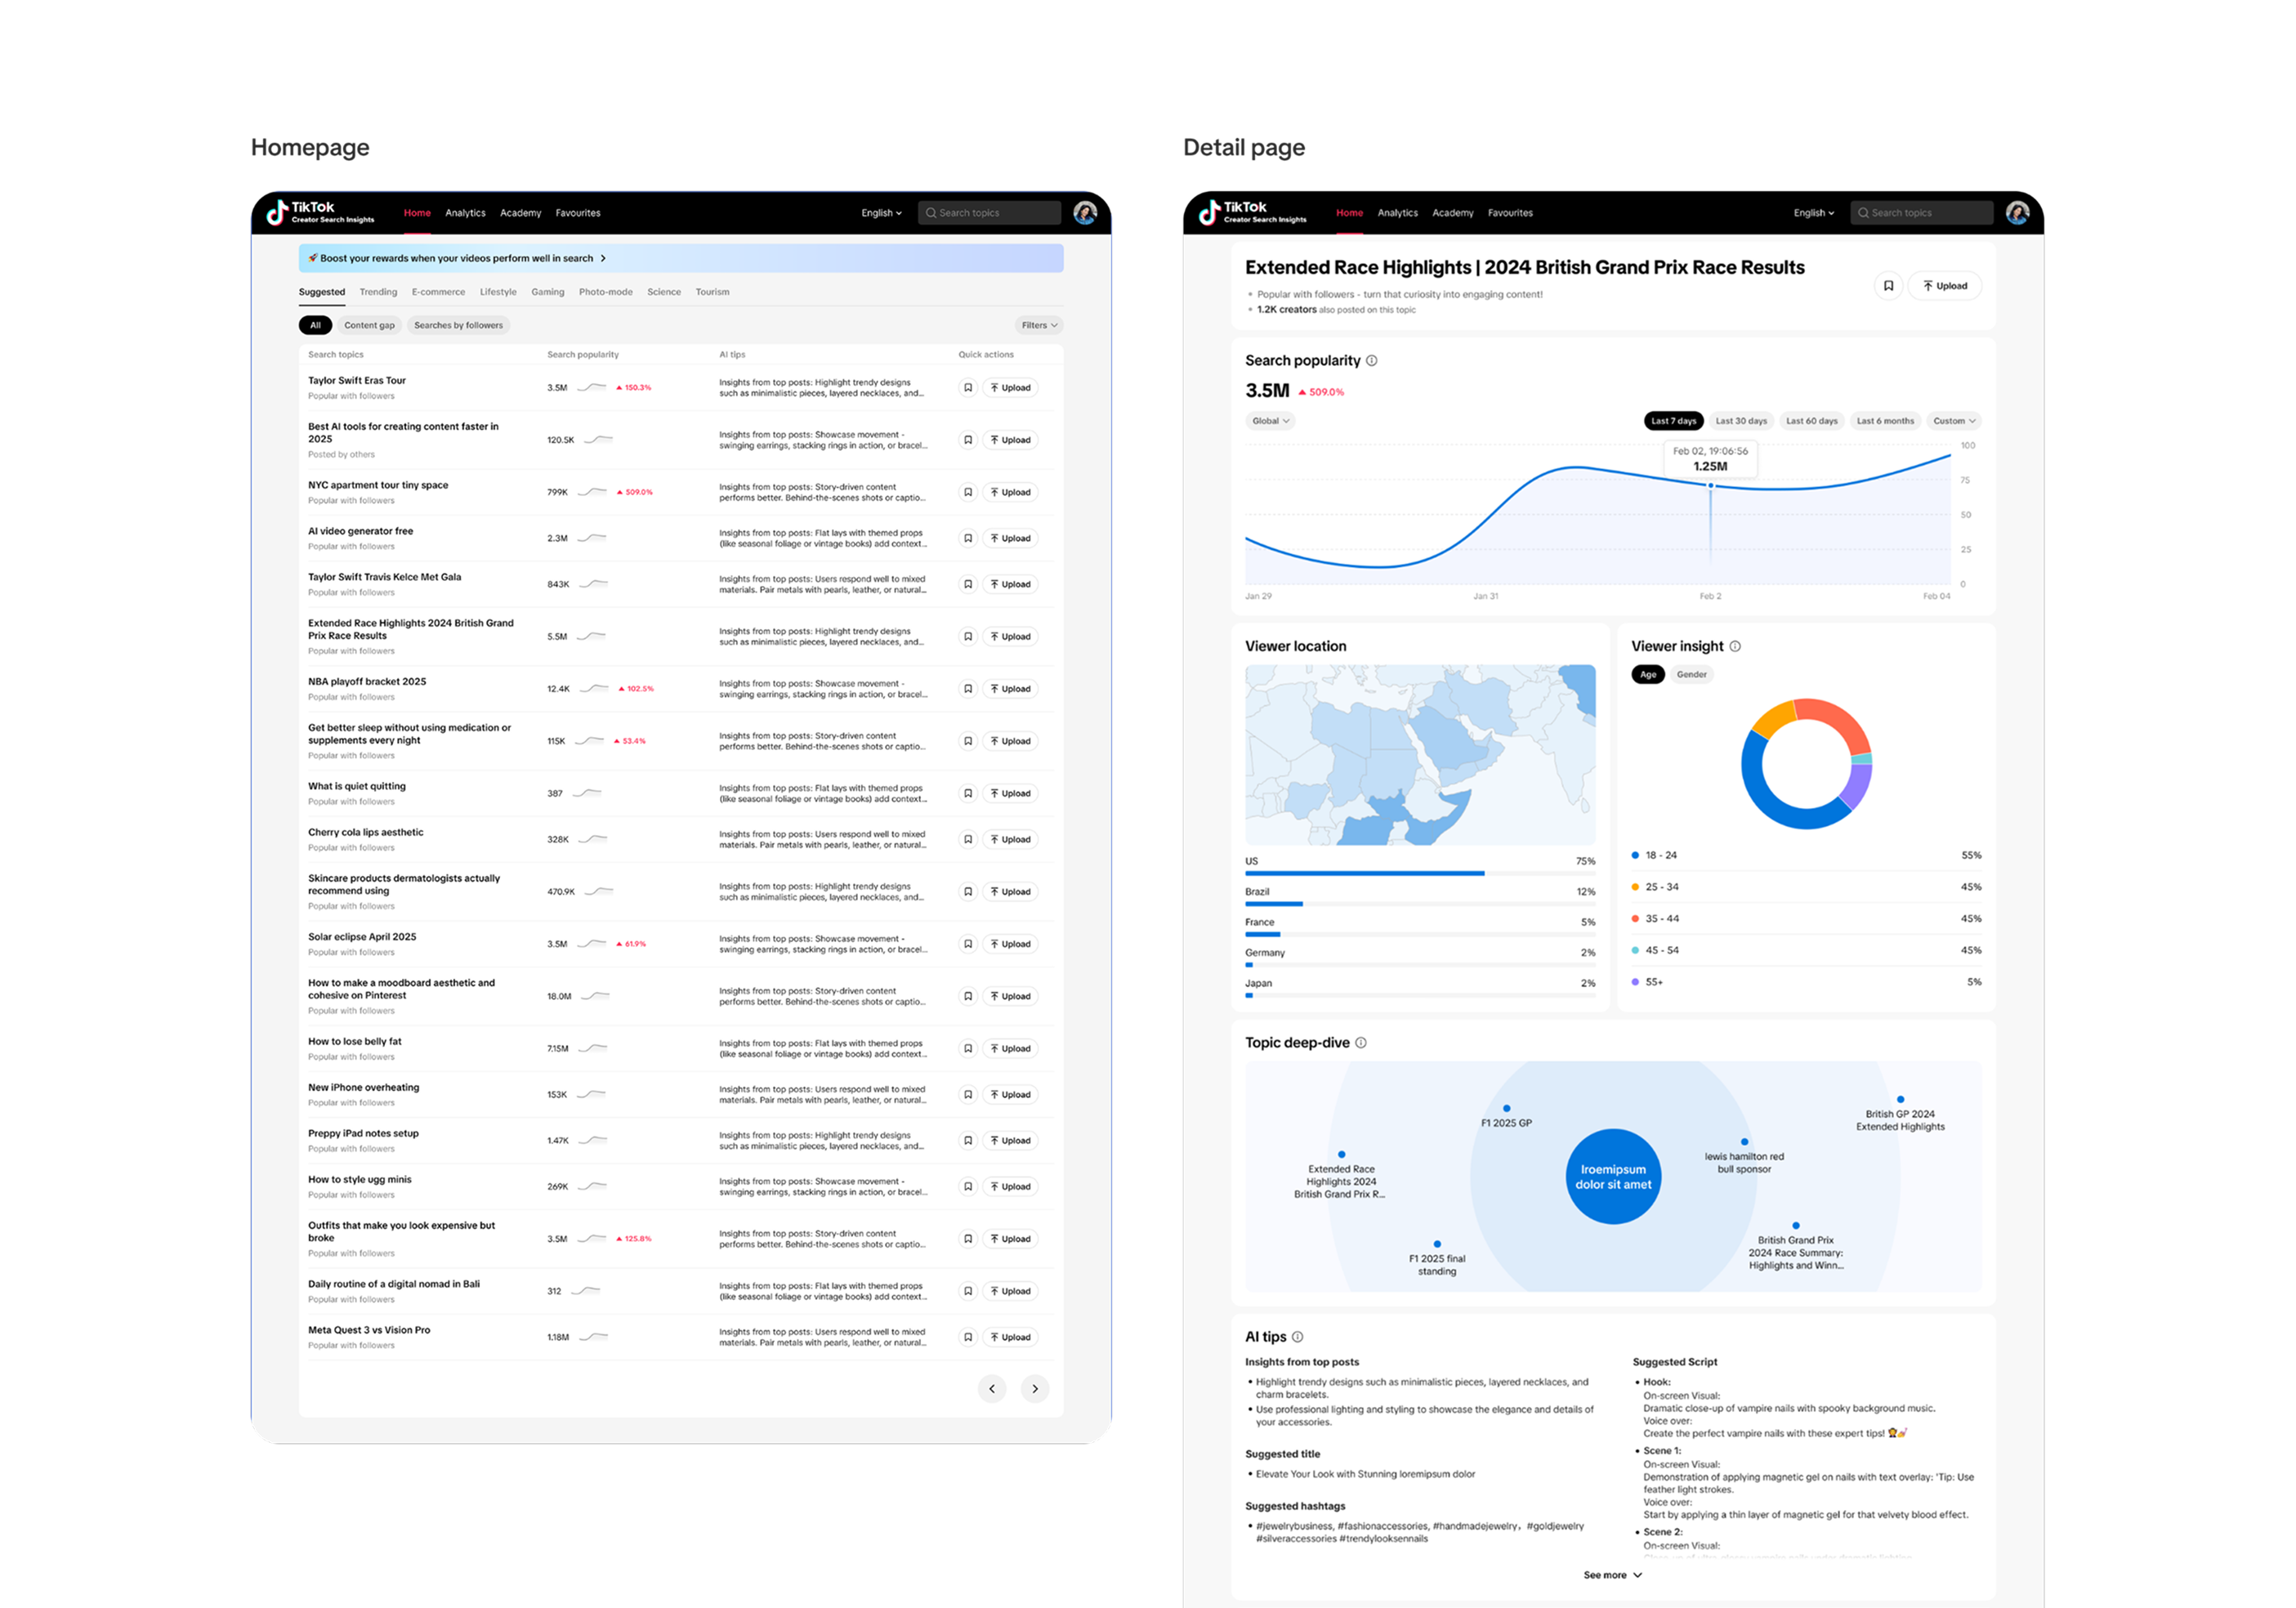 Homepage
TikTok
Creator Search Insights
Home Analytics Academy Favourites English Search topics
🚀 Boost your rewards when your videos perform well in search
Suggested Trending E-commerce Lifestyle Gaming Photo-mode Science Tourism
All Content gap Searches by followers Filters
Search topics Search popularity AI tips Quick actions
Taylor Swift Eras Tour
Popular with followers
3.5M 150.3%
Insights from top posts: Highlight trendy designs
such as minimalistic pieces, layered necklaces, and...
Upload
Best AI tools for creating content faster in
2025
Posted by others
120.5K
Insights from top posts: Showcase movement -
swinging earrings, stacking rings in action, or bracel...
Upload
NYC apartment tour tiny space
Popular with followers
799K 509.0%
Insights from top posts: Story-driven content
performs better. Behind-the-scenes shots or captio...
Upload
AI video generator free
Popular with followers
2.3M
Insights from top posts: Flat lays with themed props
(like seasonal foliage or vintage books) add context...
Upload
Taylor Swift Travis Kelce Met Gala
Popular with followers
843K
Insights from top posts: Users respond well to mixed
materials. Pair metals with pearls, leather, or natural...
Upload
Extended Race Highlights 2024 British Grand
Prix Race Results
Popular with followers
5.5M
Insights from top posts: Highlight trendy designs
such as minimalistic pieces, layered necklaces, and...
Upload
NBA playoff bracket 2025
Popular with followers
12.4K 102.5%
Insights from top posts: Showcase movement -
swinging earrings, stacking rings in action, or bracel...
Upload
Get better sleep without using medication or
supplements every night
Popular with followers
115K 53.4%
Insights from top posts: Story-driven content
performs better. Behind-the-scenes shots or captio...
Upload
What is quiet quitting
Popular with followers
387
Insights from top posts: Flat lays with themed props
(like seasonal foliage or vintage books) add context...
Upload
Cherry cola lips aesthetic
Popular with followers
328K
Insights from top posts: Users respond well to mixed
materials. Pair metals with pearls, leather, or natural...
Upload
Skincare products dermatologists actually
recommend using
Popular with followers
470.9K
Insights from top posts: Highlight trendy designs
such as minimalistic pieces, layered necklaces, and...
Upload
Solar eclipse April 2025
Popular with followers
3.5M 61.9%
Insights from top posts: Showcase movement -
swinging earrings, stacking rings in action, or bracel...
Upload
How to make a moodboard aesthetic and
cohesive on Pinterest
Popular with followers
18.0M
Insights from top posts: Story-driven content
performs better. Behind-the-scenes shots or captio...
Upload
How to lose belly fat
Popular with followers
7.15M
Insights from top posts: Flat lays with themed props
(like seasonal foliage or vintage books) add context...
Upload
New iPhone overheating
Popular with followers
153K
Insights from top posts: Users respond well to mixed
materials. Pair metals with pearls, leather, or natural...
Upload
Preppy iPad notes setup
Popular with followers
1.47K
Insights from top posts: Highlight trendy designs
such as minimalistic pieces, layered necklaces, and...
Upload
How to style ugg minis
Popular with followers
269K
Insights from top posts: Showcase movement -
swinging earrings, stacking rings in action, or bracel...
Upload
Outfits that make you look expensive but
broke
Popular with followers
3.5M 125.8%
Insights from top posts: Story-driven content
performs better. Behind-the-scenes shots or captio...
Upload
Daily routine of a digital nomad in Bali
Popular with followers
312
Insights from top posts: Flat lays with themed props
(like seasonal foliage or vintage books) add context...
Upload
Meta Quest 3 vs Vision Pro
Popular with followers
1.18M
Insights from top posts: Users respond well to mixed
materials. Pair metals with pearls, leather, or natural...
Upload
Detail page
TikTok
Creator Search Insights
Home Analytics Academy Favourites English Search topics
Extended Race Highlights | 2024 British Grand Prix Race Results
• Popular with followers - turn that curiosity into engaging content!
• 1.2K creators also posted on this topic
Upload
Search popularity
3.5M 509.0%
Global Last 7 days Last 30 days Last 60 days Last 6 months Custom
Feb 02, 19:06:56
1.25M
100
75
50
25
0
Jan 29 Jan 31 Feb 2 Feb 04
Viewer location
US 75%
Brazil 12%
France 5%
Germany 2%
Japan 2%
Viewer insight
Age Gender
18 - 24 55%
25 - 34 45%
35 - 44 45%
45 - 54 45%
55+ 5%
Topic deep-dive
F1 2025 GP
British GP 2024
Extended Highlights
lewis hamilton red
bull sponsor
Extended Race
Highlights 2024
British Grand Prix R...
Iroemipsum
dolor sit amet
British Grand Prix
2024 Race Summary:
Highlights and Winn...
F1 2025 final
standing
AI tips
Insights from top posts
• Highlight trendy designs such as minimalistic pieces, layered necklaces, and
charm bracelets.
• Use professional lighting and styling to showcase the elegance and details of
your accessories.
Suggested title
• Elevate Your Look with Stunning loremipsum dolor
Suggested hashtags
• #jewelrybusiness, #fashionaccessories, #handmadejewelry，#goldjewelry
#silveraccessories #trendylooksennails
Suggested Script
• Hook:
On-screen Visual:
Dramatic close-up of vampire nails with spooky background music.
Voice over:
Create the perfect vampire nails with these expert tips! 🧛💅
• Scene 1:
On-screen Visual:
Demonstration of applying magnetic gel on nails with text overlay: 'Tip: Use
feather light strokes.
Voice over:
Start by applying a thin layer of magnetic gel for that velvety blood effect.
• Scene 2:
On-screen Visual:
See more